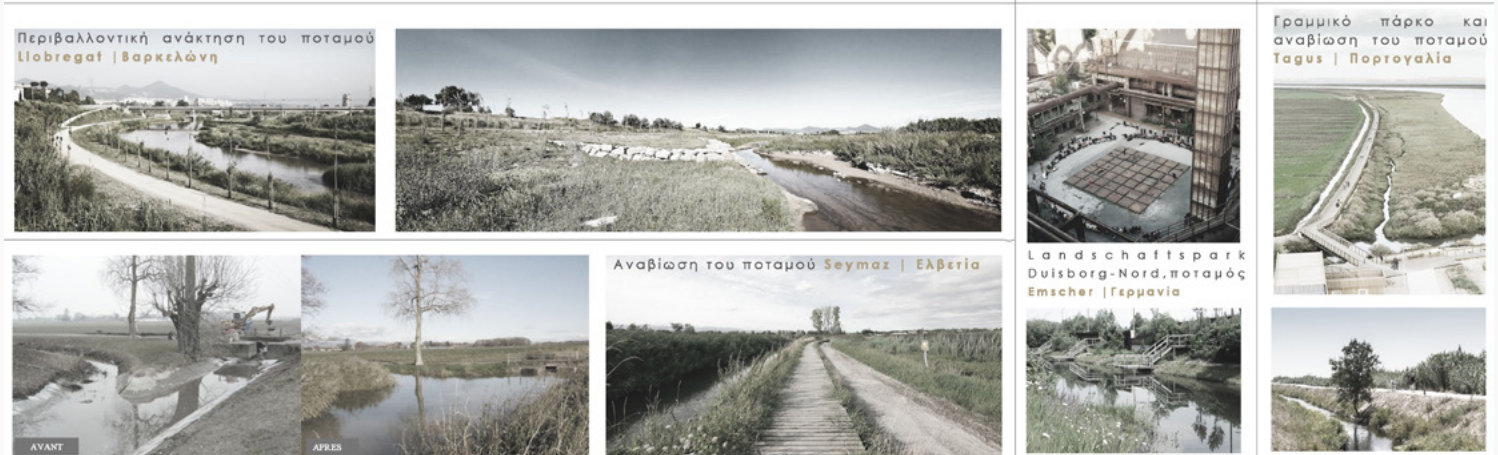 Περιβαλλοντική ανάκτηση του ποταμού
Llobregat | Βαρκελώνη
Αναβίωση του ποταμού Seymaz | Ελβετία
AVANT
APRES
Landschaftspark
Duisborg-Nord,ποταμός
Emscher |Γερμανία
Γραμμικό πάρκο και
αναβίωση του ποταμού
Tagus | Πορτογαλία